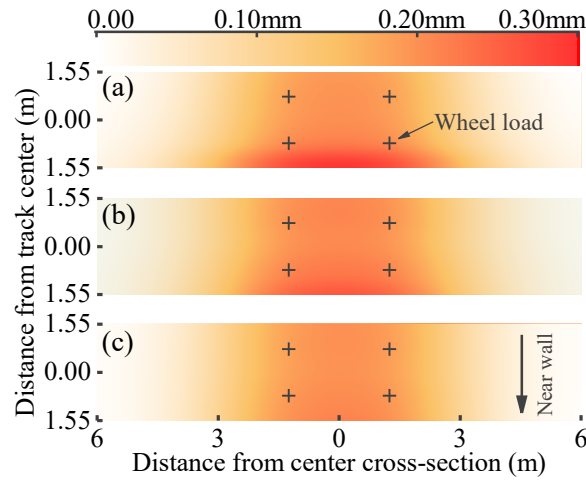 0.00 0.10mm 0.20mm 0.30mm
1.55
(a)
0.00
Wheel load
1.55
1.55
(b)
0.00
1.55
1.55
(c)
0.00
Near wall
1.55
6 3 0 3 6
Distance from center cross-section (m)
Distance from track center (m)